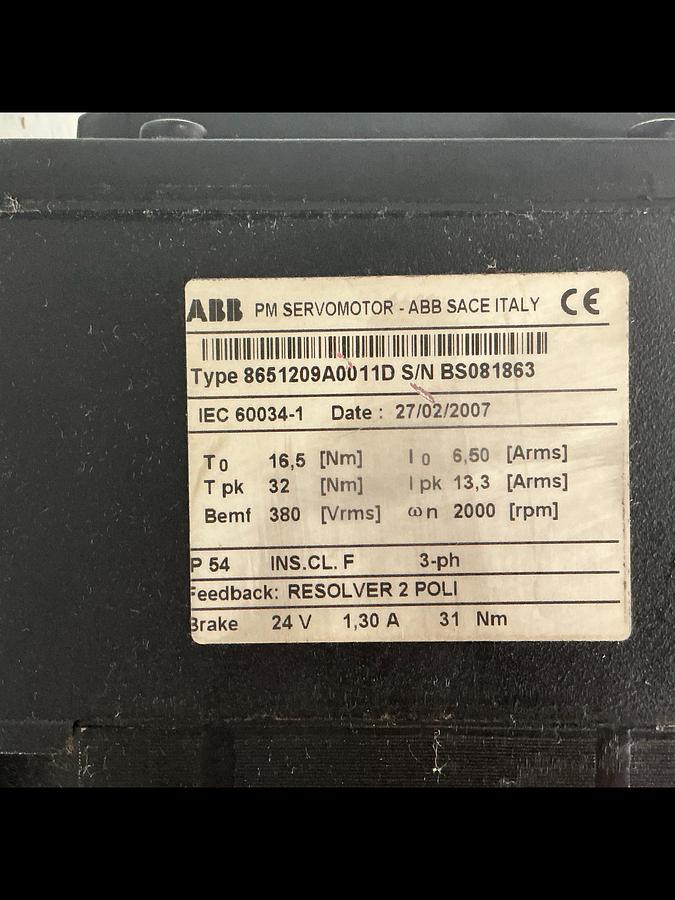 ABB PM SERVOMOTOR - ABB SACE ITALY CE
Type 8651209A0011D S/N BS081863
IEC 60034-1 Date : 27/02/2007
T0 16,5 [Nm] I 0 6,50 [Arms]
T pk 32 [Nm] I pk 13,3 [Arms]
Bemf 380 [Vrms] ωn 2000 [rpm]
P 54 INS.CL. F 3-ph
Feedback: RESOLVER 2 POLI
Brake 24 V 1,30 A 31 Nm